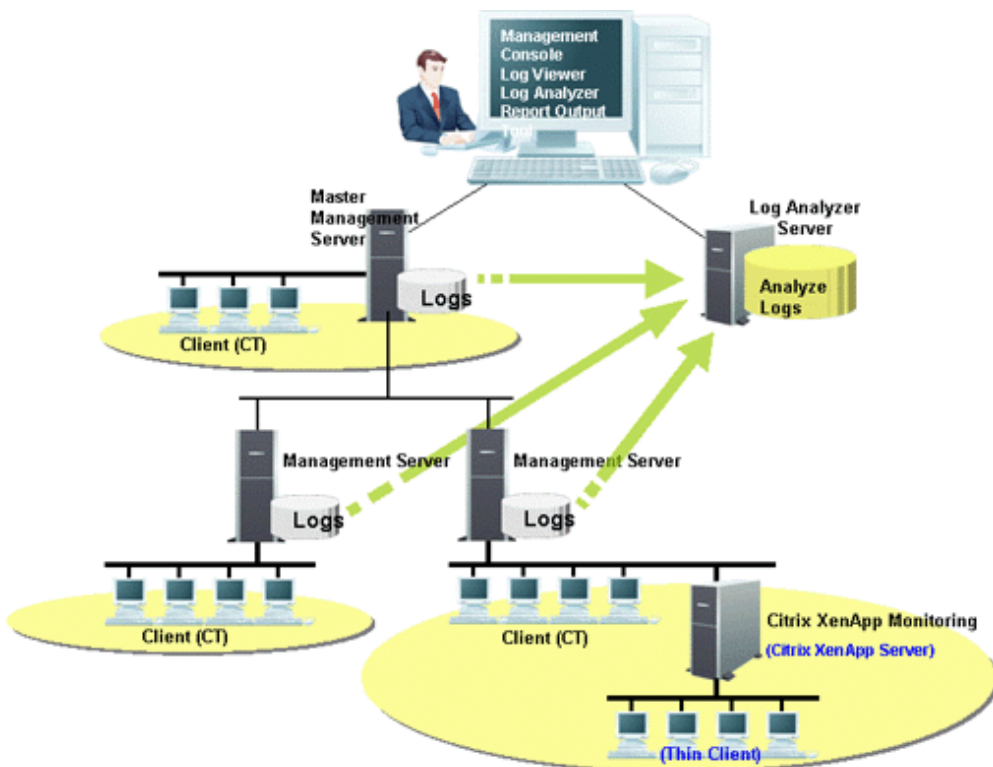 Management
Console
Log Viewer
Log Analyzer
Report Output
Tool
Master
Management
Server
Log Analyzer
Server
Logs
Analyze
Logs
Client (CT)
Management Server
Management Server
Logs
Logs
Client (CT)
Client (CT)
Citrix XenApp Monitoring
(Citrix XenApp Server)
(Thin Client)